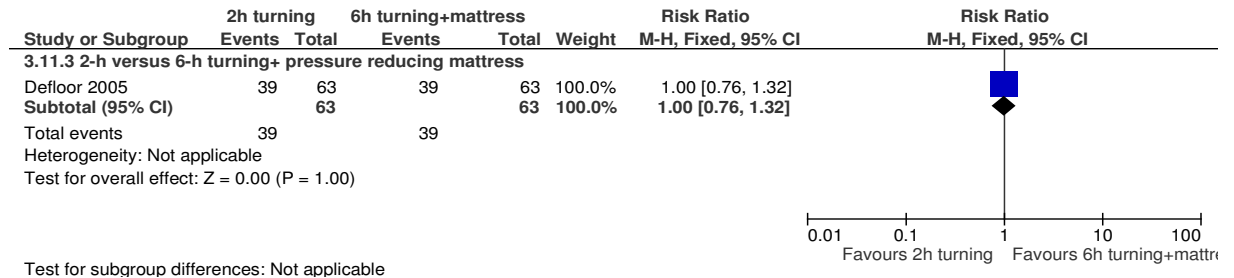 2h turning 6h turning+mattress Risk Ratio Risk Ratio
Study or Subgroup Events Total Events Total Weight M-H, Fixed, 95% CI M-H, Fixed, 95% CI
3.11.3 2-h versus 6-h turning+ pressure reducing mattress
Defloor 2005 39 63 39 63 100.0% 1.00 [0.76, 1.32]
Subtotal (95% CI) 63 63 100.0% 1.00 [0.76, 1.32]
Total events 39 39
Heterogeneity: Not applicable
Test for overall effect: Z = 0.00 (P = 1.00)
0.01 0.1 1 10 100
Favours 2h turning Favours 6h turning+mattre
Test for subgroup differences: Not applicable